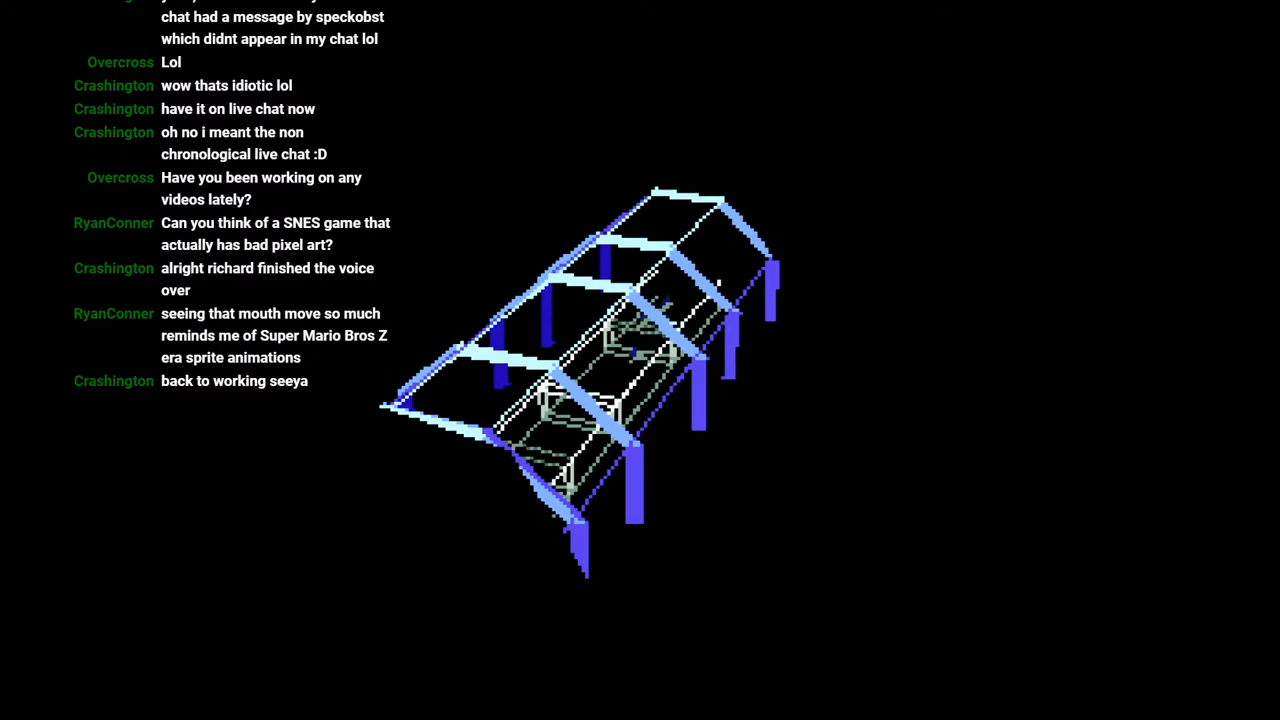 chat had a message by speckobst
which didnt appear in my chat lol
Overcross Lol
Crashington wow thats idiotic lol
Crashington have it on live chat now
Crashington oh no i meant the non
chronological live chat :D
Overcross Have you been working on any
videos lately?
RyanConner Can you think of a SNES game that
actually has bad pixel art?
Crashington alright richard finished the voice
over
RyanConner seeing that mouth move so much
reminds me of Super Mario Bros Z
era sprite animations
Crashington back to working seeya